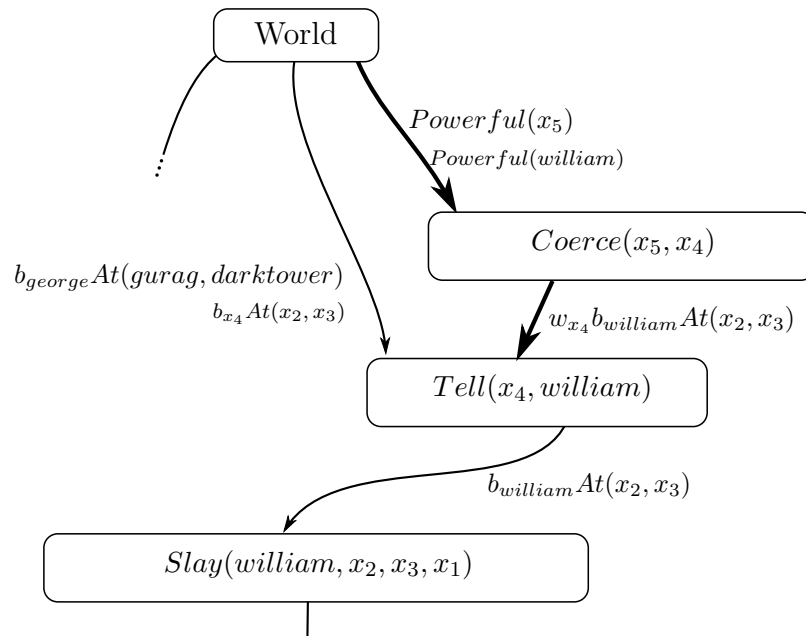 World
Powerful(x₅)
Powerful(william)
Coerce(x₅, x₄)
b_george At(gurag, darktower)
b_x₄ At(x₂, x₃)
w_x₄ b_william At(x₂, x₃)
Tell(x₄, william)
b_william At(x₂, x₃)
Slay(william, x₂, x₃, x₁)